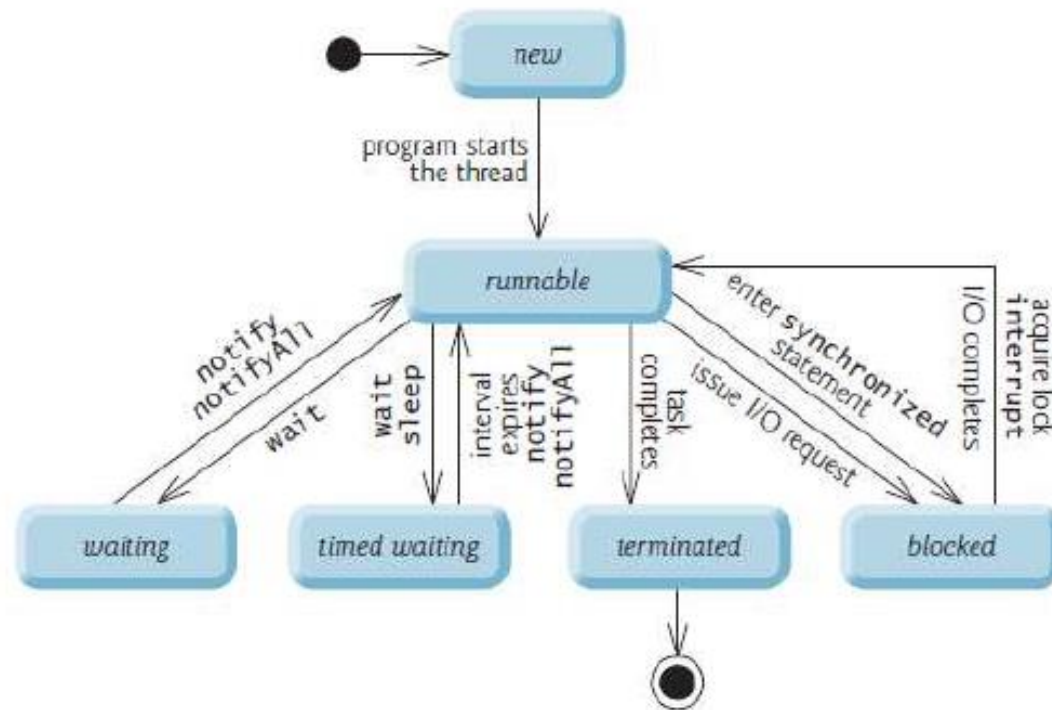 new
program starts
the thread
runnable
notify
notifyAll
wait
wait
sleep
interval
expires
notify
notifyAll
task
completes
enter synchronized
statement
issue I/O request
I/O completes
interrupt
acquire lock
waiting
timed waiting
terminated
blocked